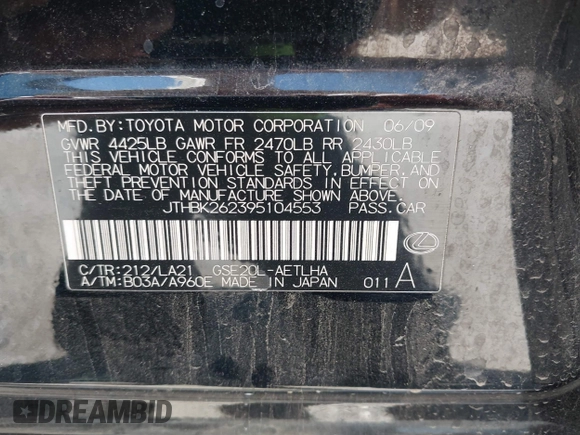 MFD.BY:TOYOTA MOTOR CORPORATION 06/09
GVWR 4425LB GAWR FR 2470LB RR 2430LB
THIS VEHICLE CONFORMS TO ALL APPLICABLE
FEDERAL MOTOR VEHICLE SAFETY,BUMPER,AND
THEFT PREVENTION STANDARDS IN EFFECT ON
THE DATE OF MANUFACTURE SHOWN ABOVE.
JTHBK262395104553 PASS.CAR
C/TR:212/LA21 GSE20L-AETLHA
A/TM:B03A/A960E MADE IN JAPAN 011A
DREAMBID